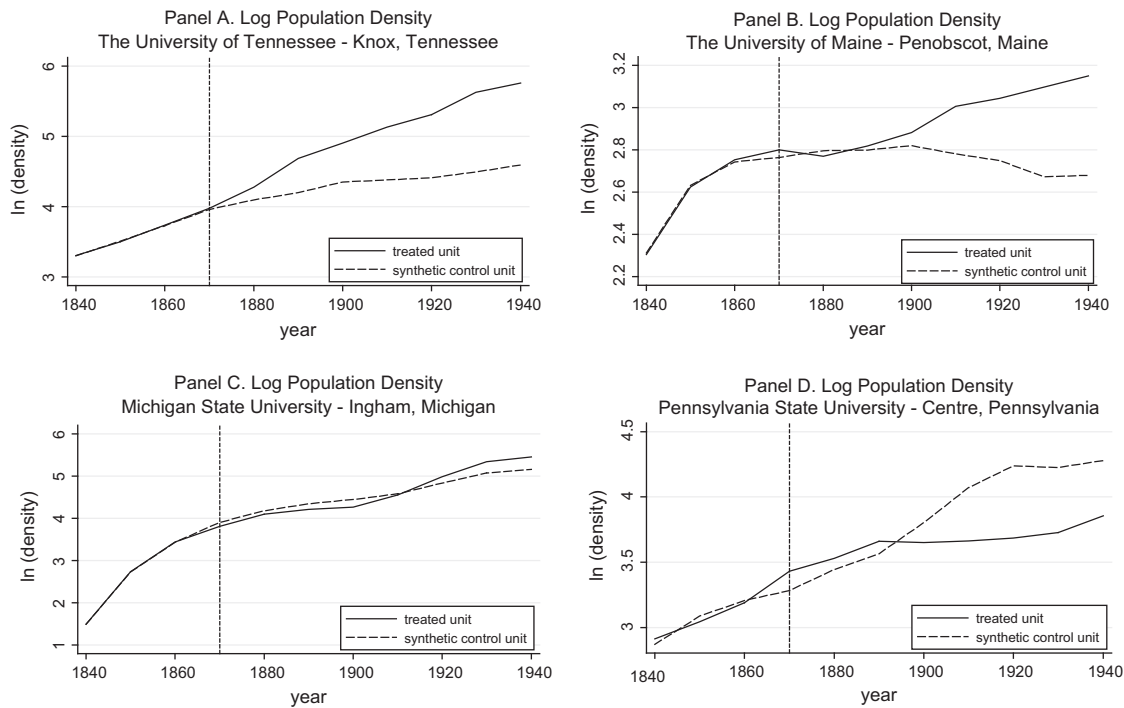 Panel A. Log Population Density
The University of Tennessee - Knox, Tennessee
6
5
4
3
ln (density)
treated unit
synthetic control unit
1840 1860 1880 1900 1920 1940
year
Panel B. Log Population Density
The University of Maine - Penobscot, Maine
3.2
3
2.8
2.6
2.4
2.2
ln (density)
treated unit
synthetic control unit
1840 1860 1880 1900 1920 1940
year
Panel C. Log Population Density
Michigan State University - Ingham, Michigan
6
5
4
3
2
1
ln (density)
treated unit
synthetic control unit
1840 1860 1880 1900 1920 1940
year
Panel D. Log Population Density
Pennsylvania State University - Centre, Pennsylvania
4.5
4
3.5
3
ln (density)
treated unit
synthetic control unit
1840 1860 1880 1900 1920 1940
year